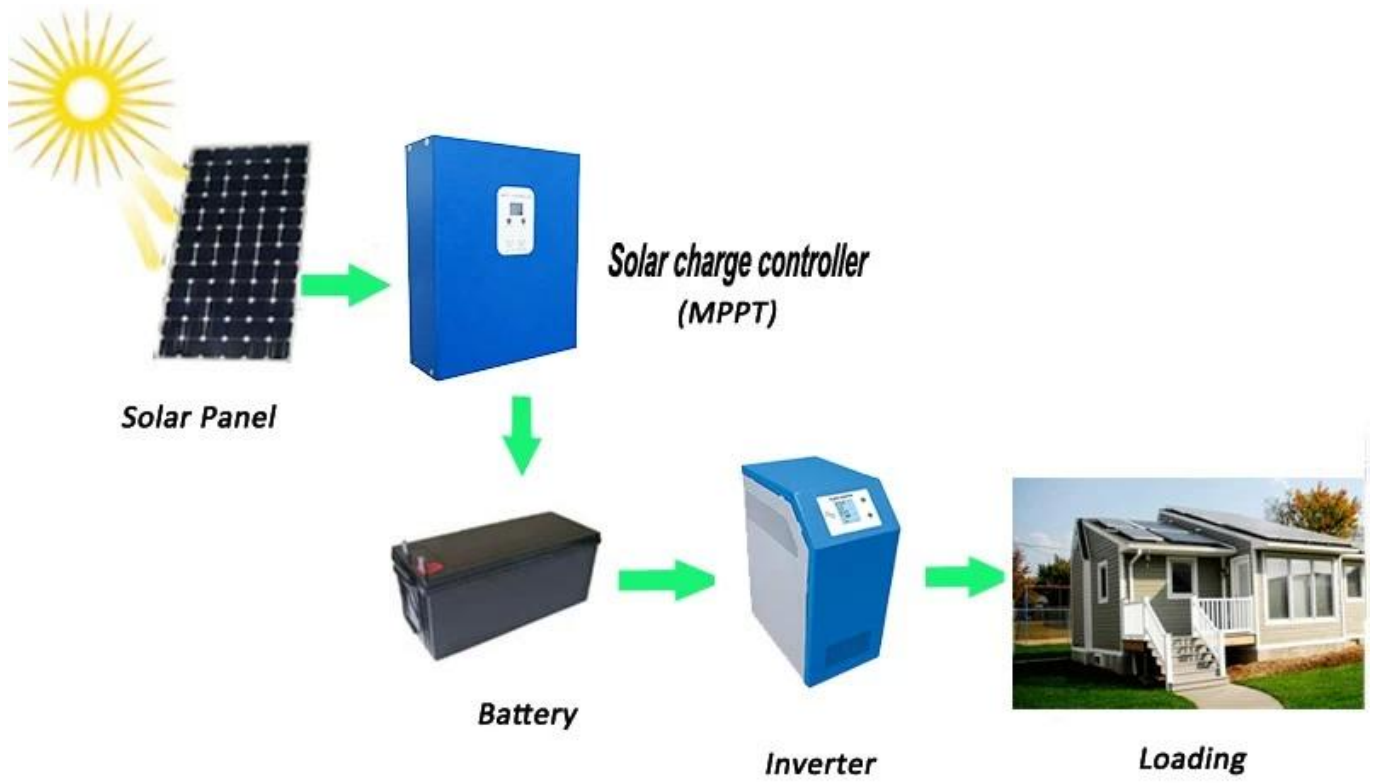 Solar charge controller
(MPPT)
Solar Panel
Battery
Inverter
Loading